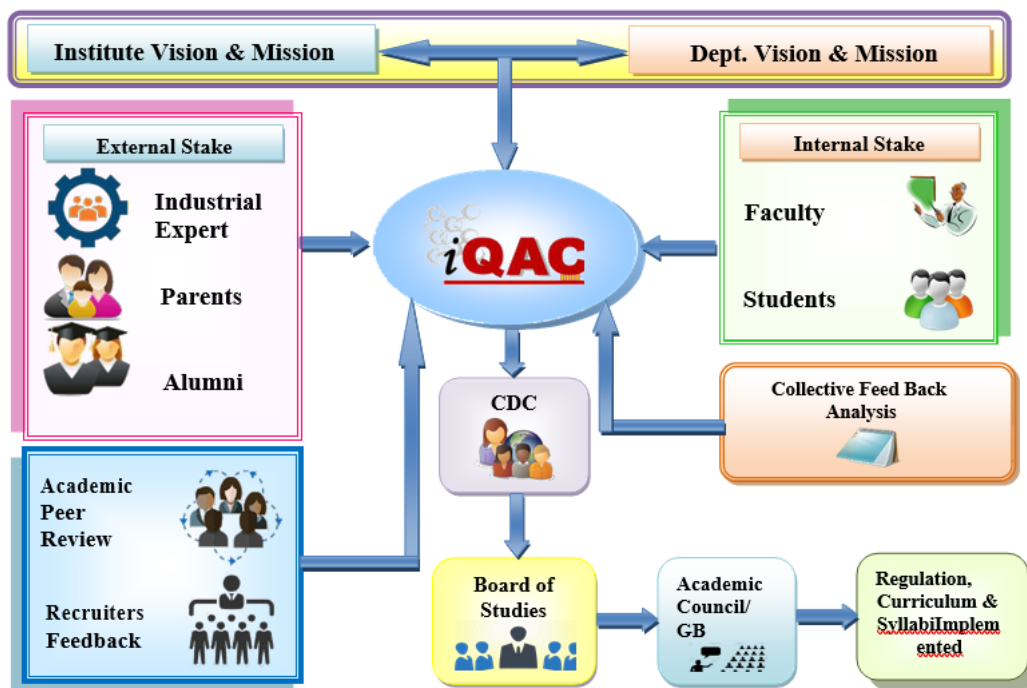 Institute Vision & Mission
Dept. Vision & Mission
External Stake
Industrial
Expert
Parents
Alumni
iQAC
Internal Stake
Faculty
Students
CDC
Collective Feed Back
Analysis
Academic
Peer
Review
Recruiters
Feedback
Board of
Studies
Academic
Council/
GB
Regulation,
Curriculum &
SyllabiImplem
ented